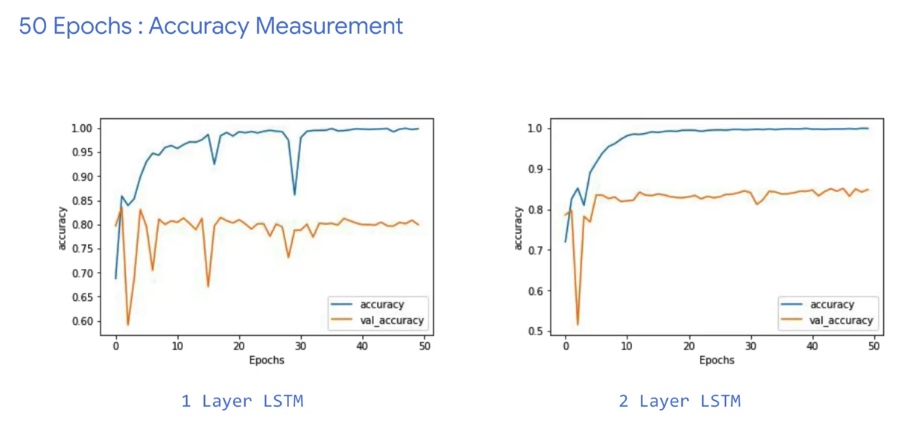 50 Epochs : Accuracy Measurement
1.00
0.95
0.90
0.85
0.80
0.75
0.70
0.65
0.60
accuracy
0
10
20
30
40
50
Epochs
accuracy
val_accuracy
1 Layer LSTM
1.0
0.9
0.8
0.7
0.6
0.5
accuracy
0
10
20
30
40
50
Epochs
accuracy
val_accuracy
2 Layer LSTM